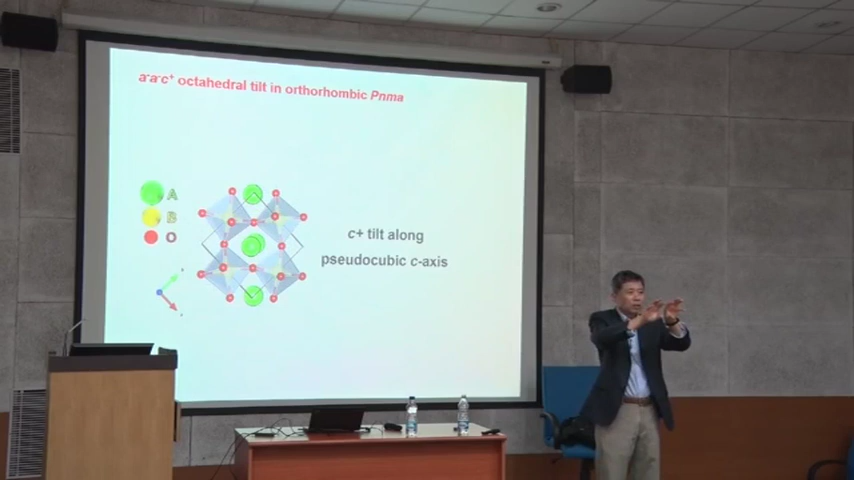 a⁻a⁻c⁺ octahedral tilt in orthorhombic Pnma
A
B
O
c+ tilt along
pseudocubic c-axis